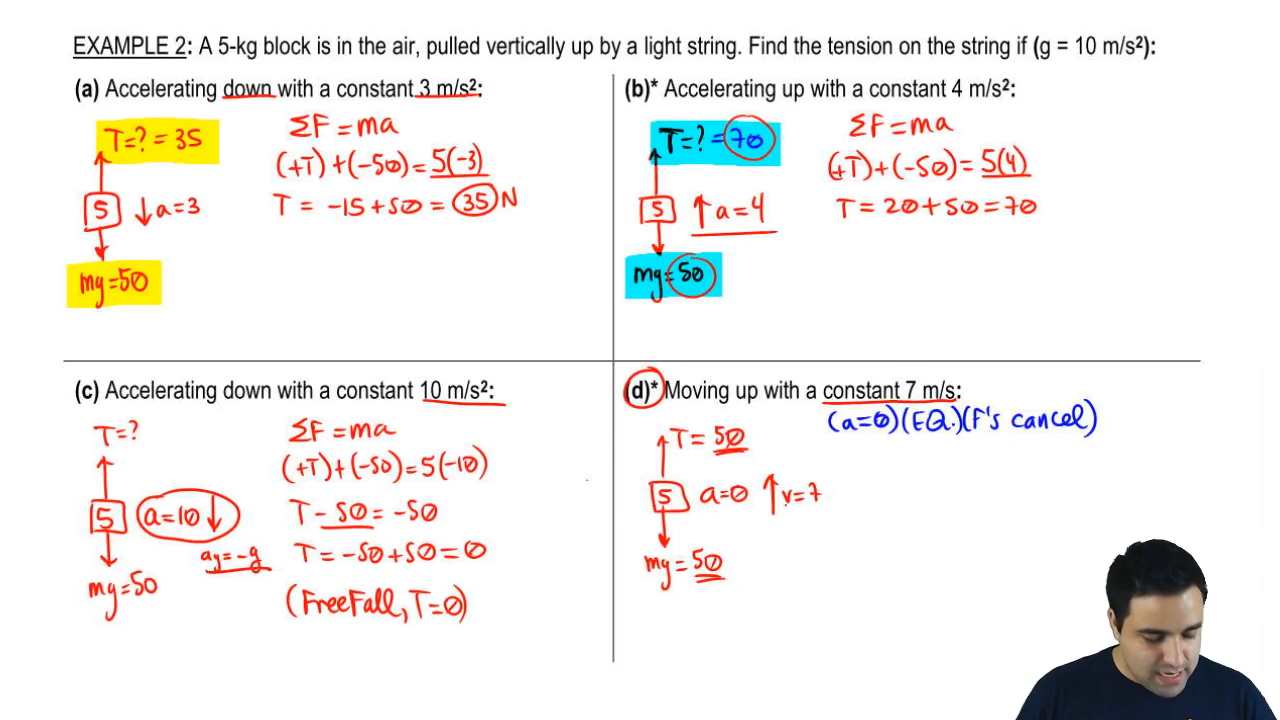 EXAMPLE 2: A 5-kg block is in the air, pulled vertically up by a light string. Find the tension on the string if (g = 10 m/s²):
(a) Accelerating down with a constant 3 m/s²:
T=? = 35
5
↓a=3
mg=50
ΣF = ma
(+T)+(-50)=5(-3)
T = -15+50 = 35 N
(b)* Accelerating up with a constant 4 m/s²:
T=? =70
5
↑a=4
mg=50
ΣF = ma
(+T)+(-50)=5(4)
T = 20+50=70
(c) Accelerating down with a constant 10 m/s²:
T=?
5
a=10↓
ay=-g
mg=50
ΣF = ma
(+T)+(-50)=5(-10)
T-50=-50
T=-50+50=0
(FreeFall, T=0)
(d)* Moving up with a constant 7 m/s:
(a=0)(EQ.)(F's cancel)
T= 50
5
a=0
↑v=7
mg=50